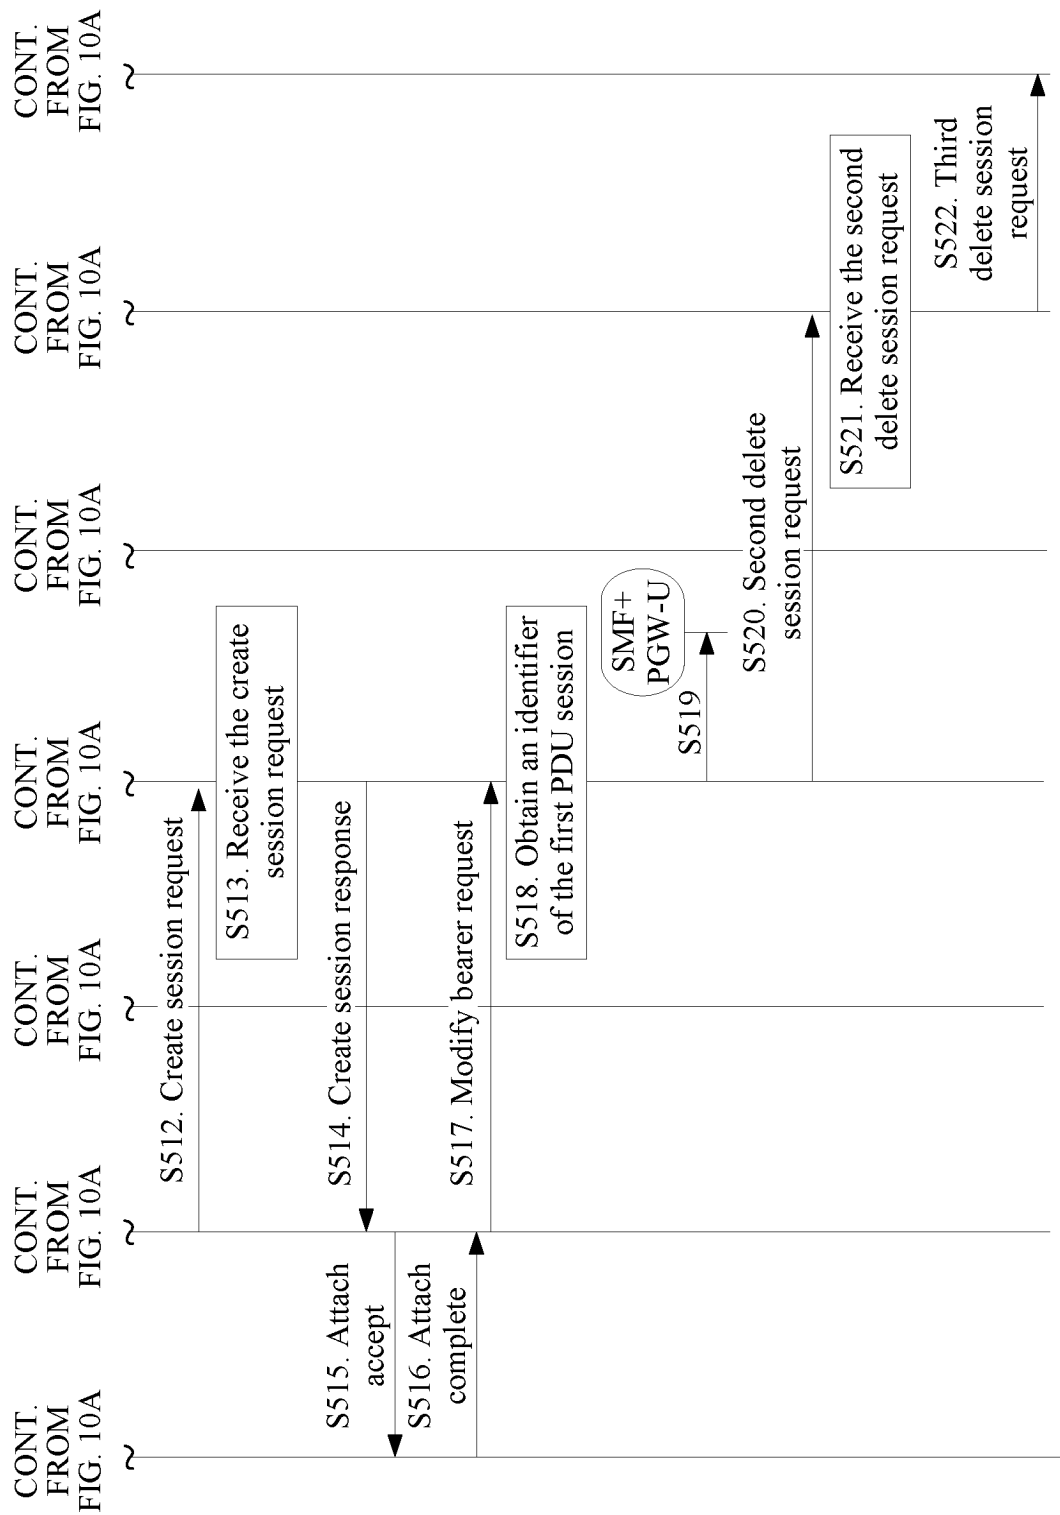 CONT.
FROM
FIG. 10A
CONT.
FROM
FIG. 10A
CONT.
FROM
FIG. 10A
CONT.
FROM
FIG. 10A
CONT.
FROM
FIG. 10A
CONT.
FROM
FIG. 10A
CONT.
FROM
FIG. 10A
S512. Create session request
S513. Receive the create
session request
S514. Create session response
S515. Attach
accept
S516. Attach
complete
S517. Modify bearer request
S518. Obtain an identifier
of the first PDU session
SMF+
PGW-U
S519
S520. Second delete
session request
S521. Receive the second
delete session request
S522. Third
delete session
request